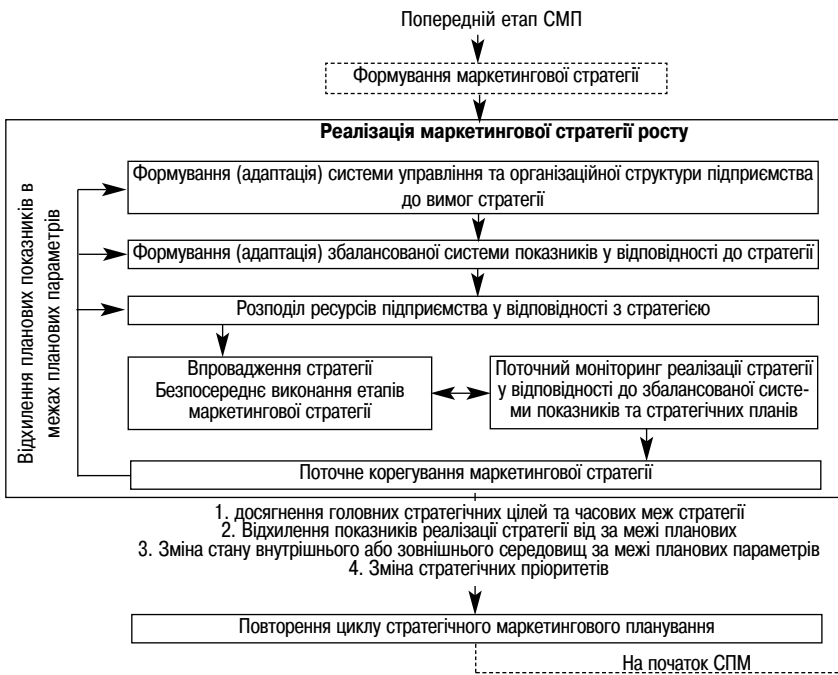 Попередній етап СМП
Формування маркетингової стратегії
Реалізація маркетингової стратегії росту
Відхилення планових показників в
межах планових параметрів
Формування (адаптація) системи управління та організаційної структури підприємства
до вимог стратегії
Формування (адаптація) збалансованої системи показників у відповідності до стратегії
Розподіл ресурсів підприємства у відповідності з стратегією
Впровадження стратегії
Безпосереднє виконання етапів
маркетингової стратегії
Поточний моніторинг реалізації стратегії
у відповідності до збалансованої систе-
ми показників та стратегічних планів
Поточне корегування маркетингової стратегії
1. досягнення головних стратегічних цілей та часових меж стратегії
2. Відхилення показників реалізації стратегії від за межі планових
3. Зміна стану внутрішнього або зовнішнього середовищ за межі планових параметрів
4. Зміна стратегічних пріоритетів
Повторення циклу стратегічного маркетингового планування
На початок СПМ